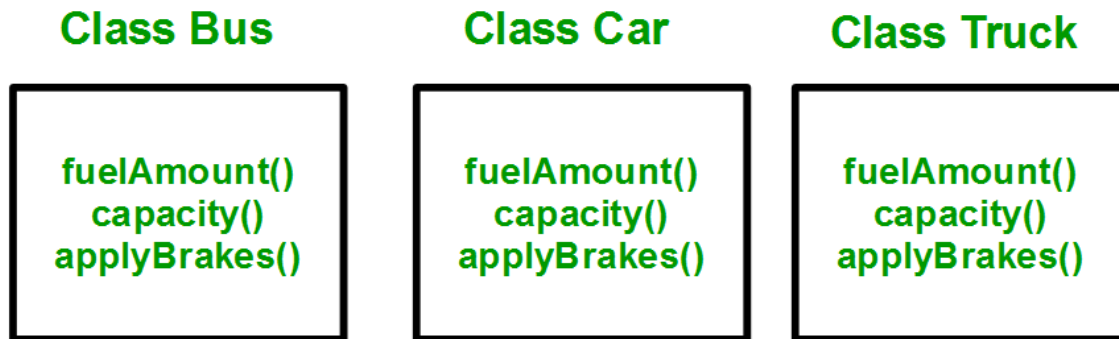 Class Bus
fuelAmount()
capacity()
applyBrakes()
Class Car
fuelAmount()
capacity()
applyBrakes()
Class Truck
fuelAmount()
capacity()
applyBrakes()